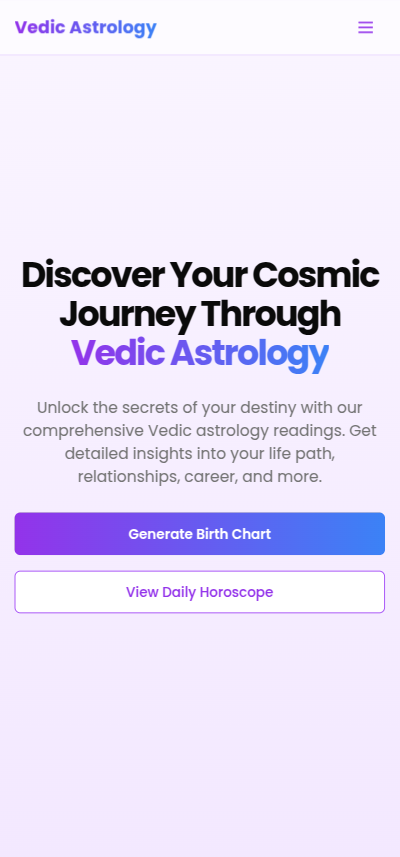 Vedic Astrology
Discover Your Cosmic
Journey Through
Vedic Astrology
Unlock the secrets of your destiny with our
comprehensive Vedic astrology readings. Get
detailed insights into your life path,
relationships, career, and more.
Generate Birth Chart
View Daily Horoscope